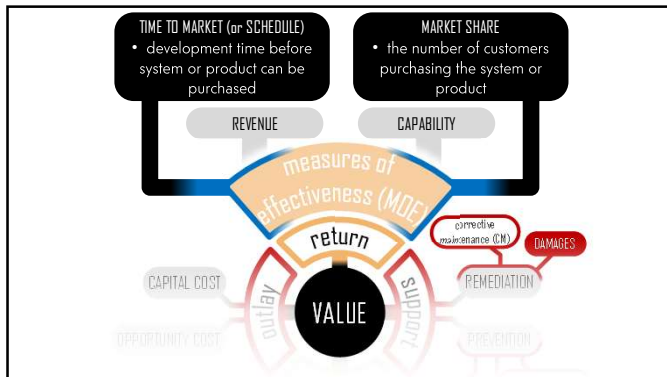 TIME TO MARKET (or SCHEDULE)
• development time before
system or product can be
purchased
MARKET SHARE
• the number of customers
purchasing the system or
product
REVENUE
CAPABILITY
measures of
effectiveness (MOE)
return
corrective
maintenance (CM)
DAMAGES
CAPITAL COST
outlay
VALUE
support
REMEDIATION
OPPORTUNITY COST
PREVENTION